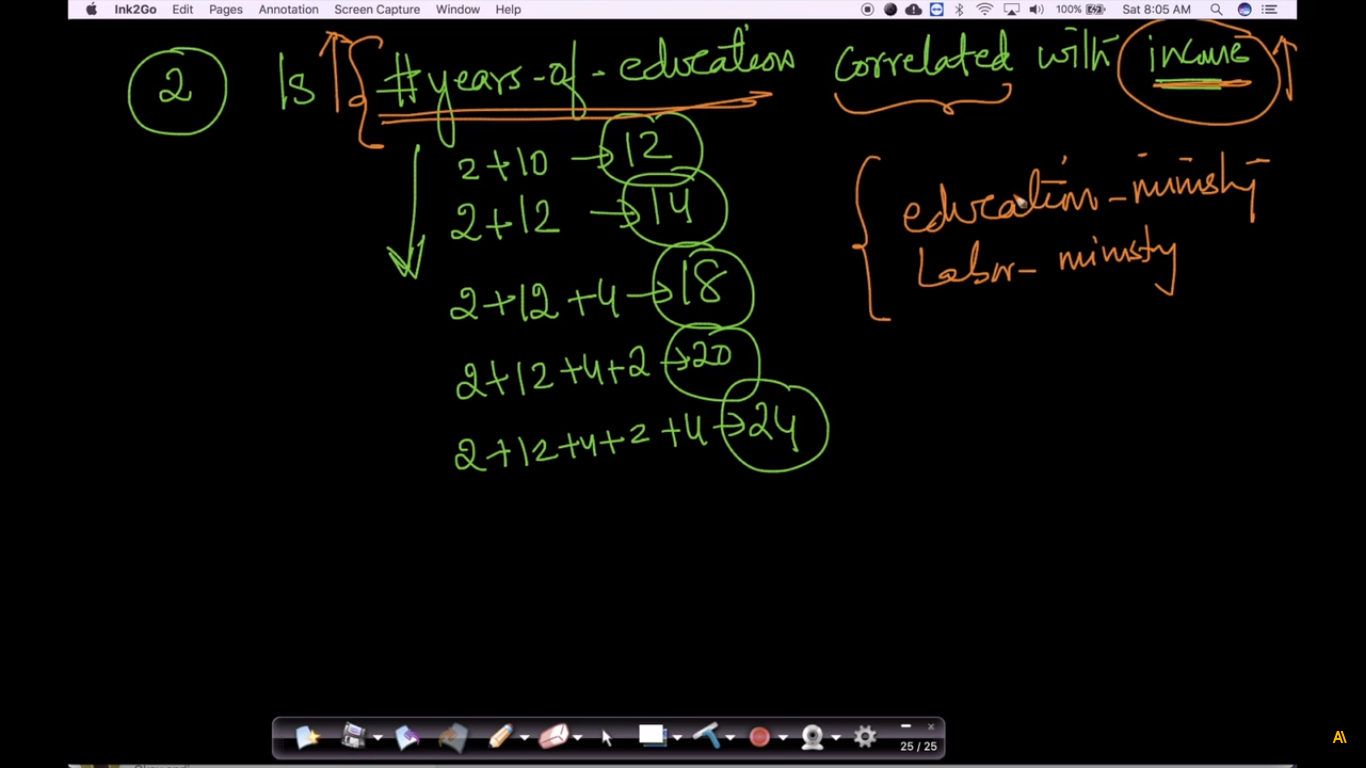 Ink2Go Edit Pages Annotation Screen Capture Window Help 100% Sat 8:05 AM
2 Is #years-of-education correlated with income
2+10 → 12
2+12 → 14
2+12+4 → 18
2+12+4+2 → 20
2+12+4+2+4 → 24
education-ministry
Labor-ministy
25 / 25